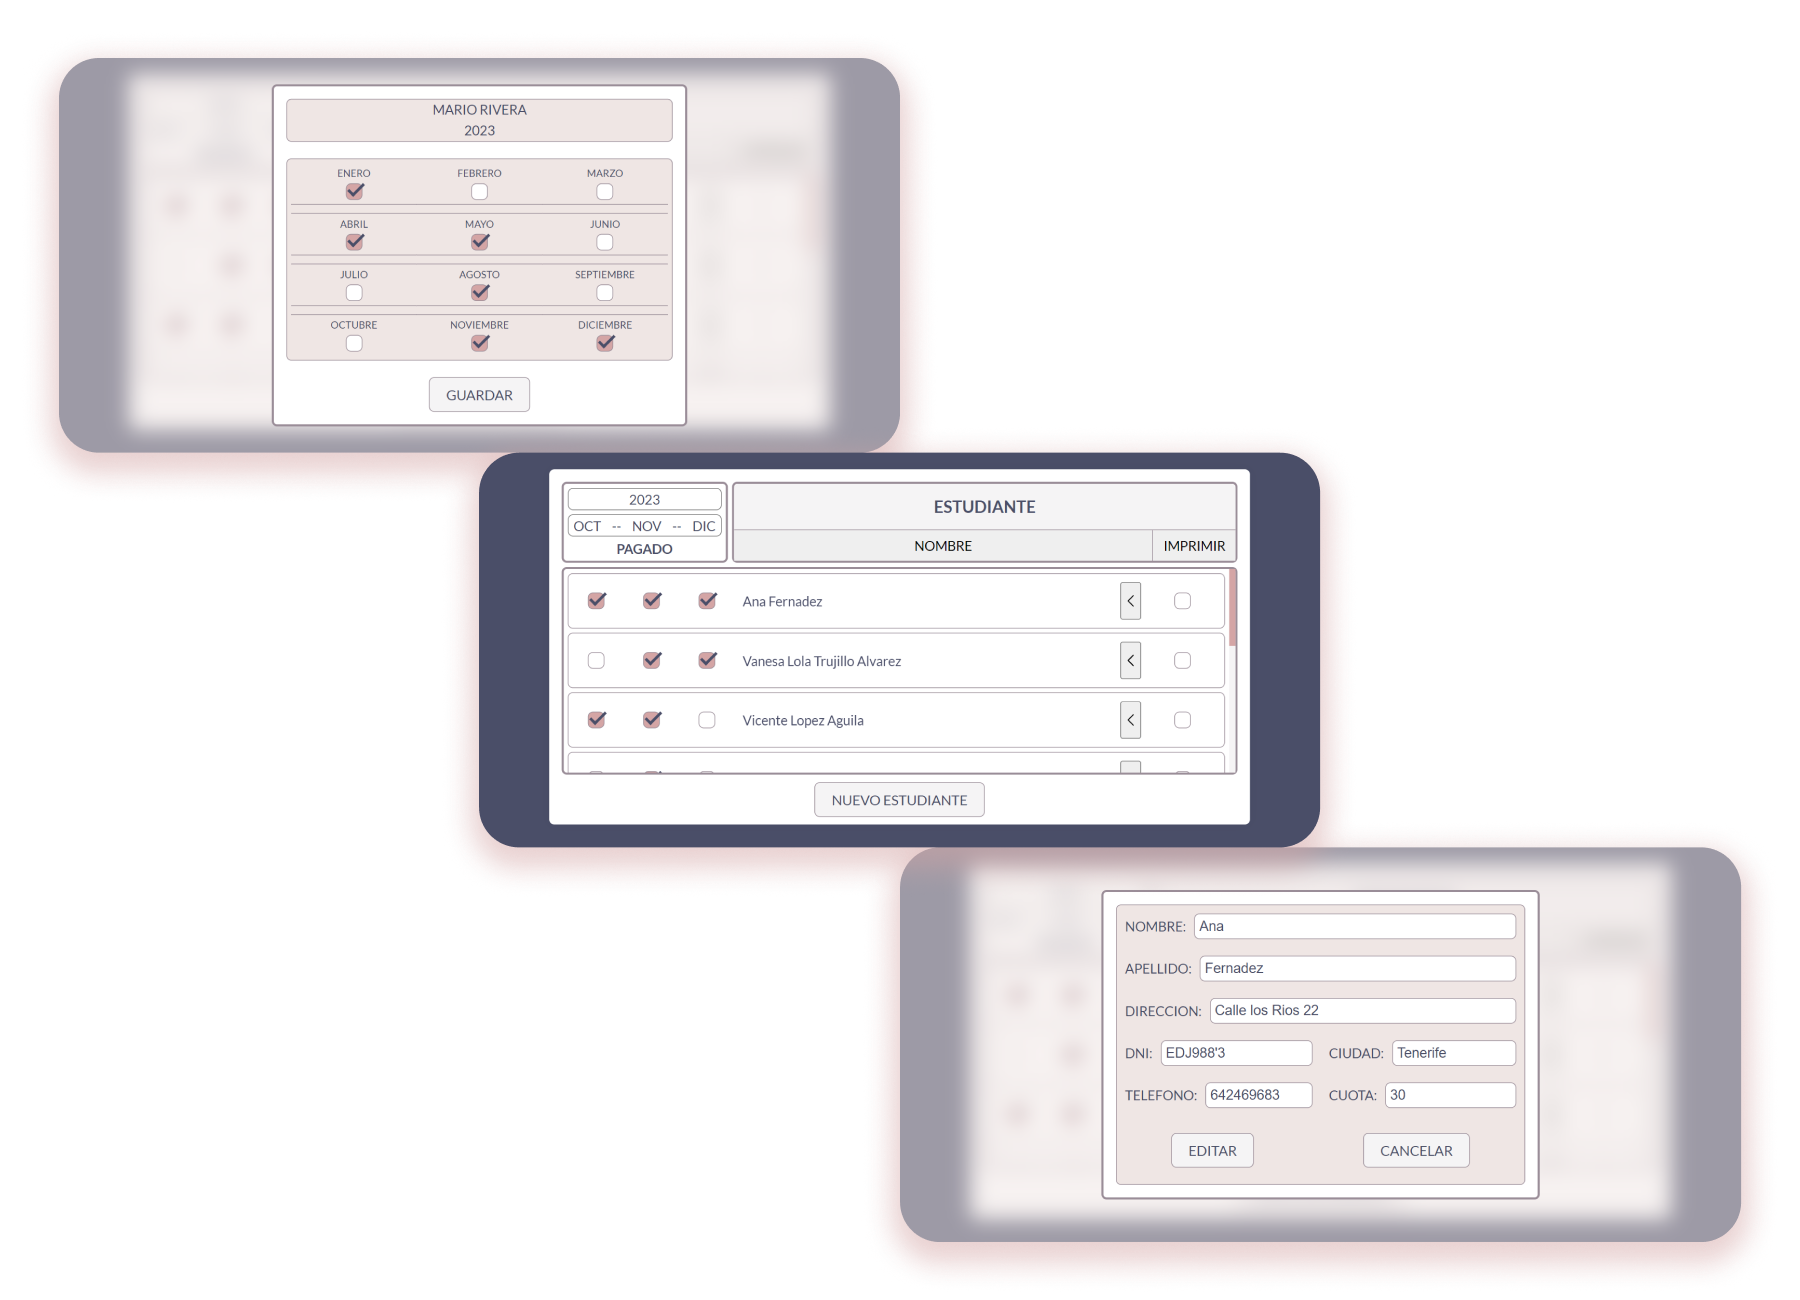 MARIO RIVERA
2023
ENERO FEBRERO MARZO
ABRIL MAYO JUNIO
JULIO AGOSTO SEPTIEMBRE
OCTUBRE NOVIEMBRE DICIEMBRE
GUARDAR
2023
OCT -- NOV -- DIC
PAGADO
ESTUDIANTE
NOMBRE IMPRIMIR
Ana Fernadez <
Vanesa Lola Trujillo Alvarez <
Vicente Lopez Aguila <
NUEVO ESTUDIANTE
NOMBRE: Ana
APELLIDO: Fernadez
DIRECCION: Calle los Rios 22
DNI: EDJ988'3 CIUDAD: Tenerife
TELEFONO: 642469683 CUOTA: 30
EDITAR CANCELAR